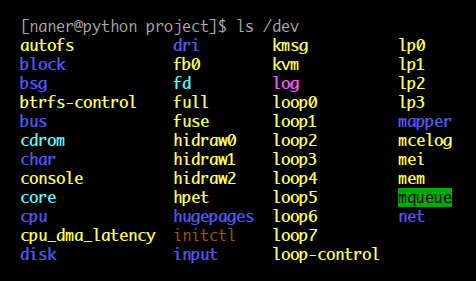 [naner@python project]$ ls /dev
autofs dri kmsg lp0
block fb0 kvm lp1
bsg fd log lp2
btrfs-control full loop0 lp3
bus fuse loop1 mapper
cdrom hidraw0 loop2 mcelog
char hidraw1 loop3 mei
console hidraw2 loop4 mem
core hpet loop5 mqueue
cpu hugepages loop6 net
cpu_dma_latency initctl loop7
disk input loop-control